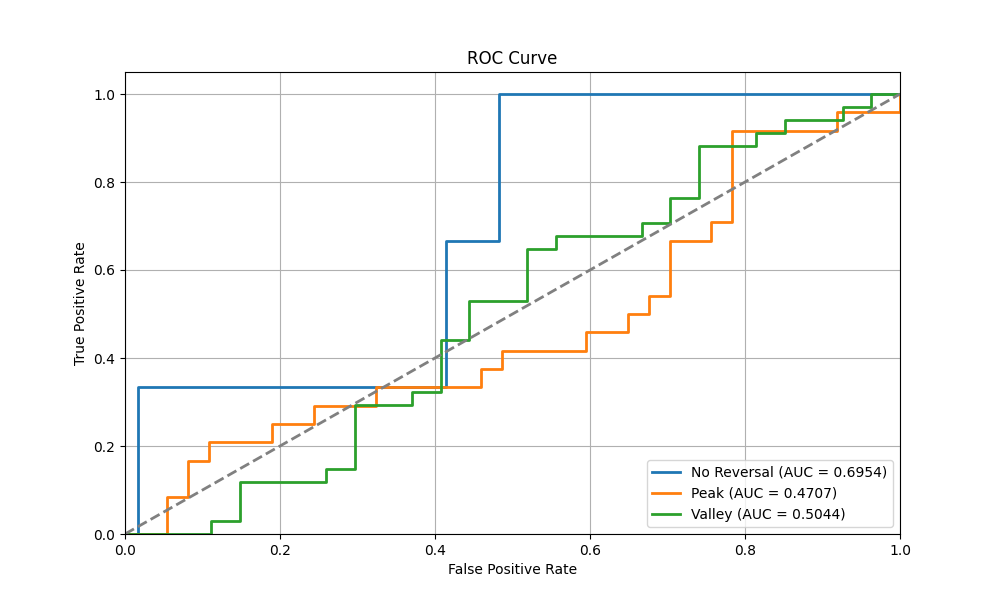 ROC Curve
True Positive Rate
1.0
0.8
0.6
0.4
0.2
0.0
0.0 0.2 0.4 0.6 0.8 1.0
False Positive Rate
No Reversal (AUC = 0.6954)
Peak (AUC = 0.4707)
Valley (AUC = 0.5044)